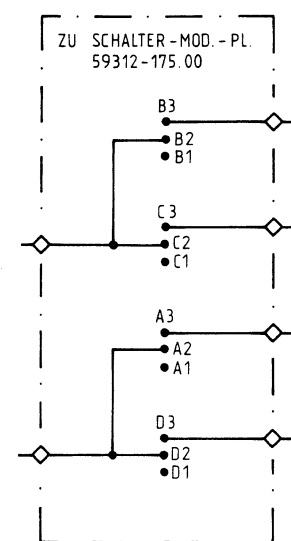 ZU SCHALTER-MOD.-PL.
59312-175.00
B3
B2
B1
C3
C2
C1
A3
A2
A1
D3
D2
D1